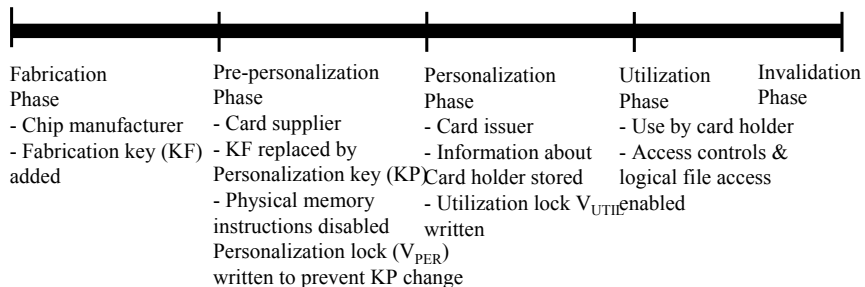 Fabrication
Phase
- Chip manufacturer
- Fabrication key (KF)
added
Pre-personalization
Phase
- Card supplier
- KF replaced by
Personalization key (KP)
- Physical memory
instructions disabled
Personalization lock (V_PER)
written to prevent KP change
Personalization
Phase
- Card issuer
- Information about
Card holder stored
- Utilization lock V_UTIL
written
Utilization
Phase
- Use by card holder
- Access controls &
logical file access
enabled
Invalidation
Phase